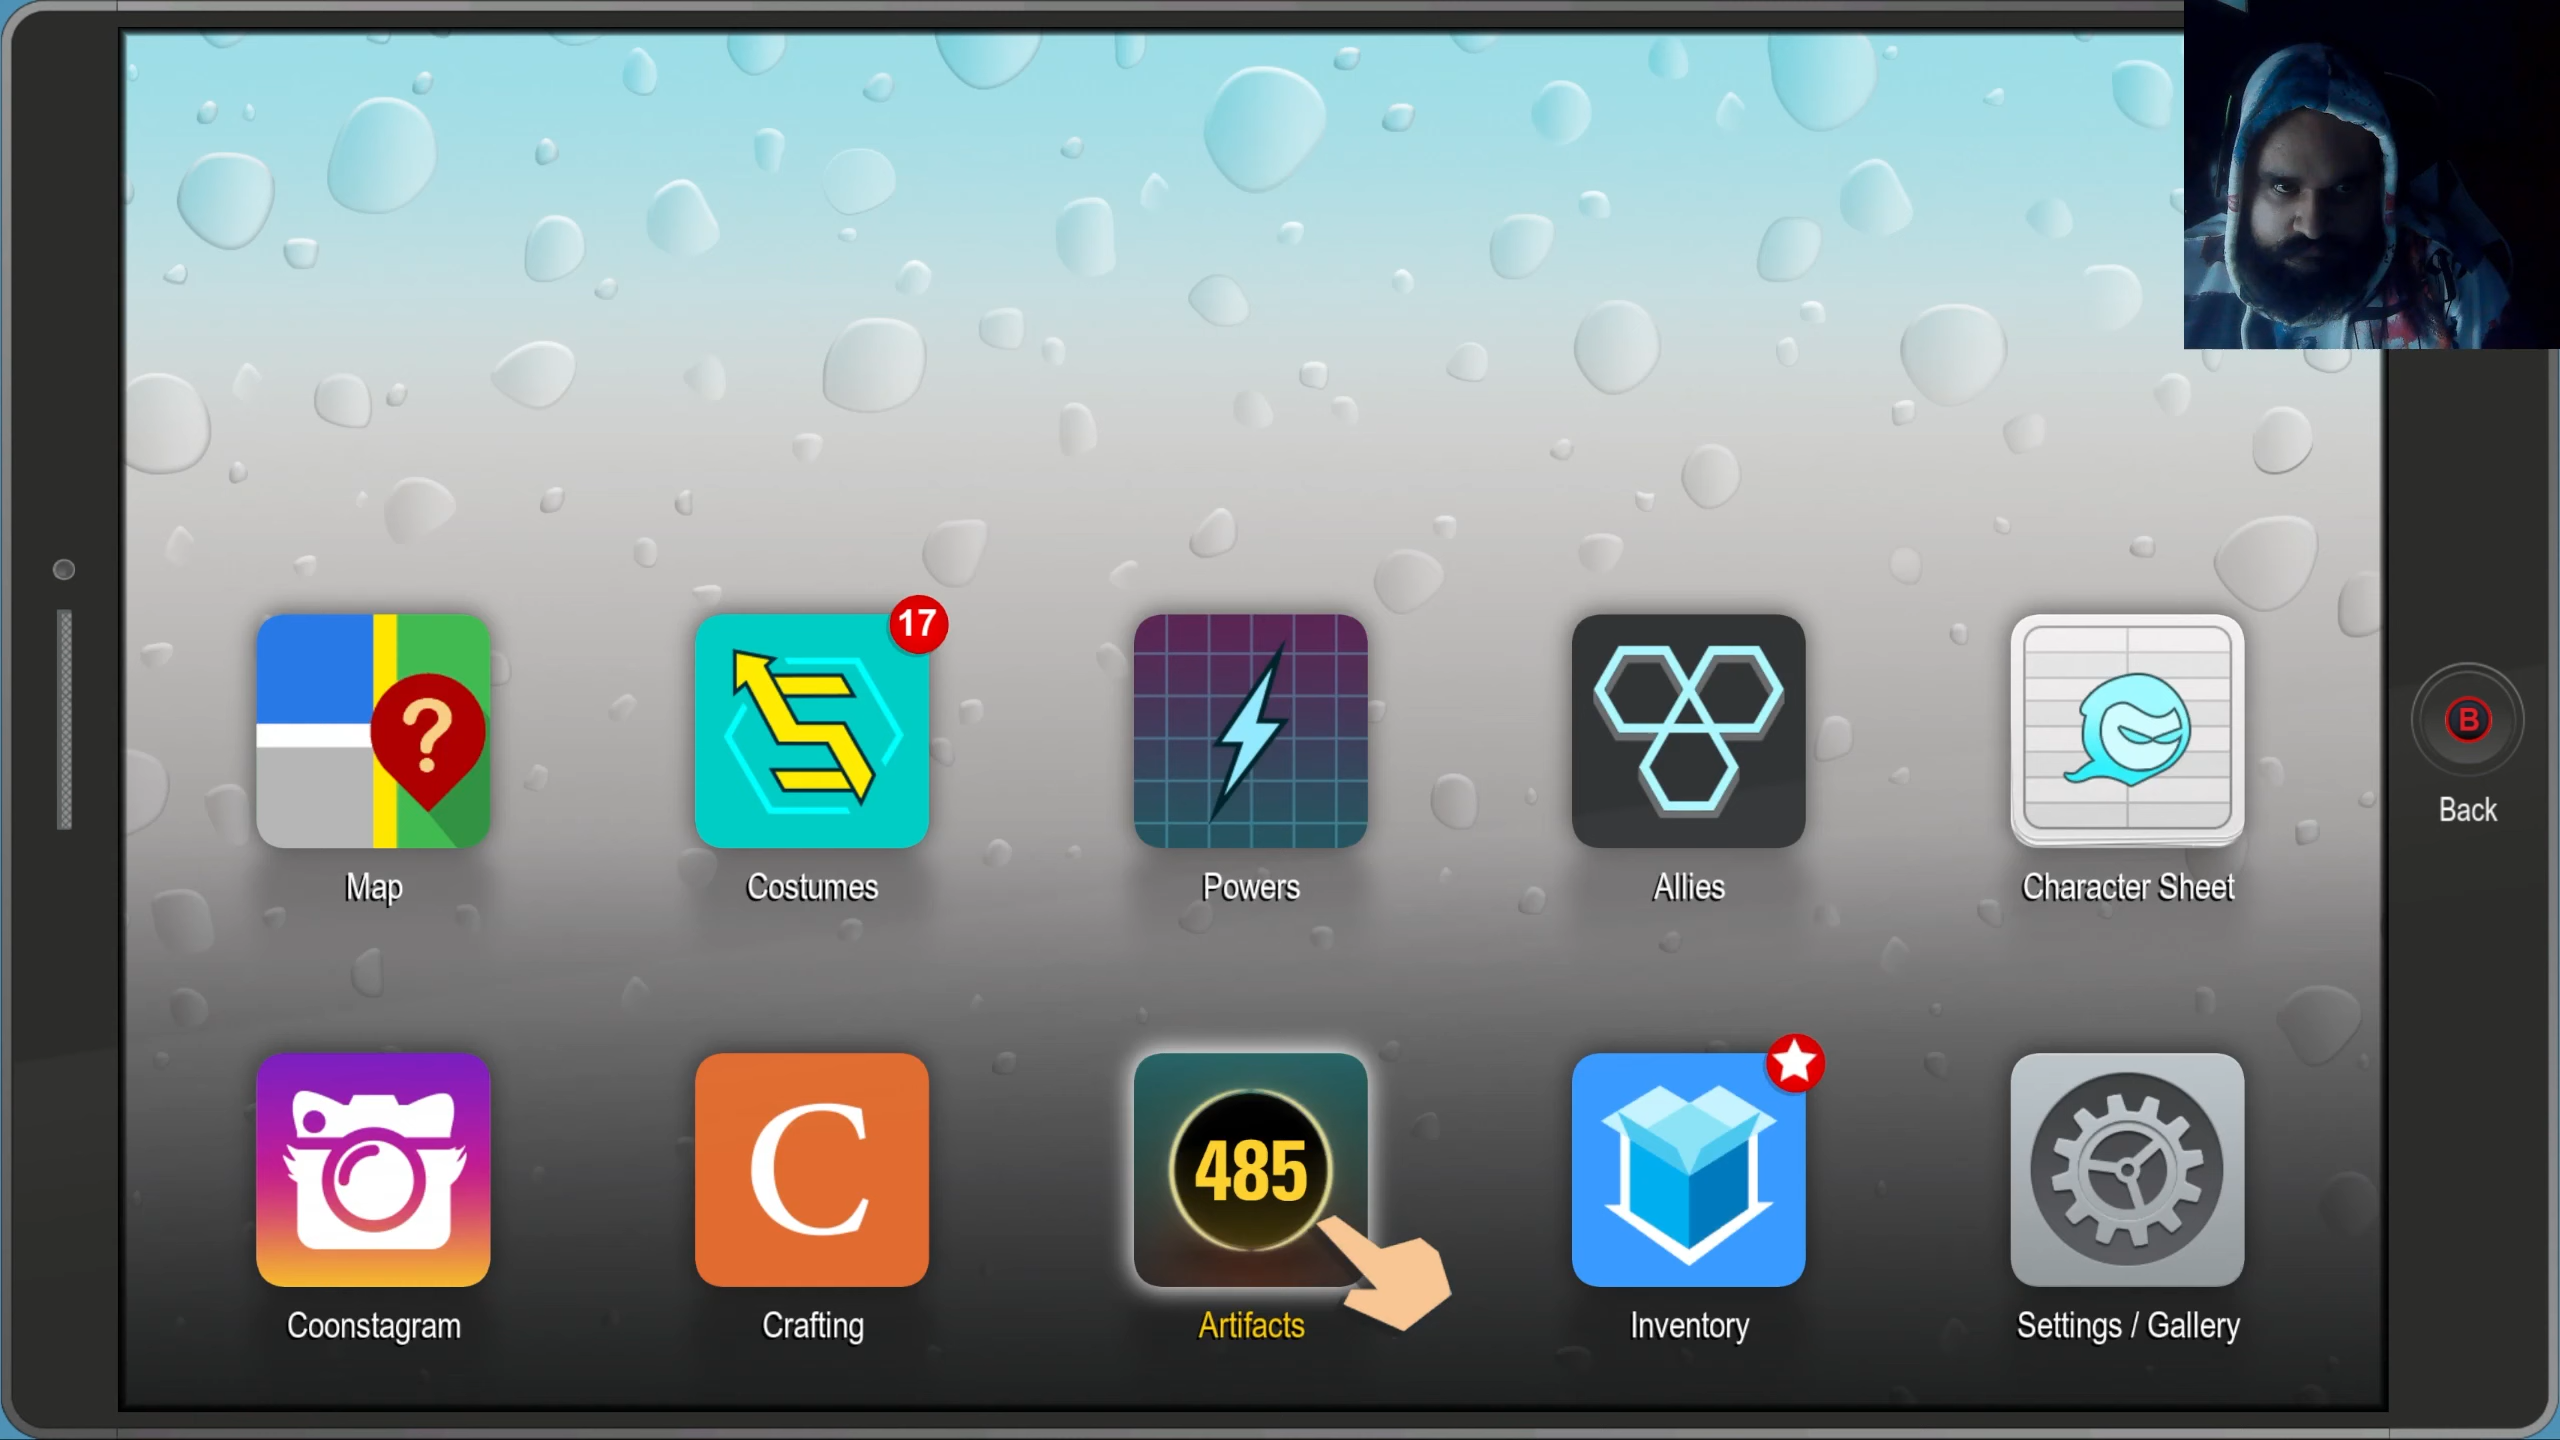 17
?
B
Back
Map
Costumes
Powers
Allies
Character Sheet
C
485
Coonstagram
Crafting
Artifacts
Inventory
Settings / Gallery